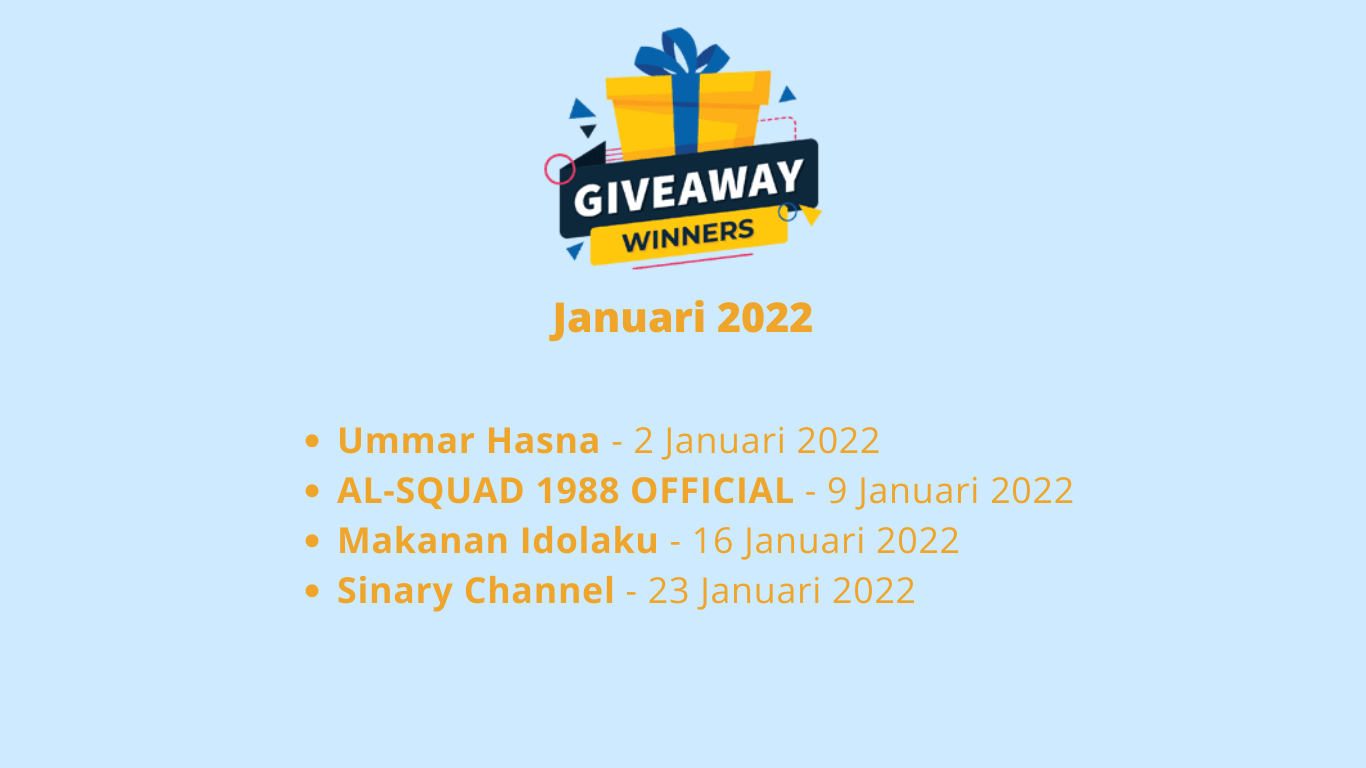 GIVEAWAY
WINNERS
Januari 2022
• Ummar Hasna - 2 Januari 2022
• AL-SQUAD 1988 OFFICIAL - 9 Januari 2022
• Makanan Idolaku - 16 Januari 2022
• Sinary Channel - 23 Januari 2022